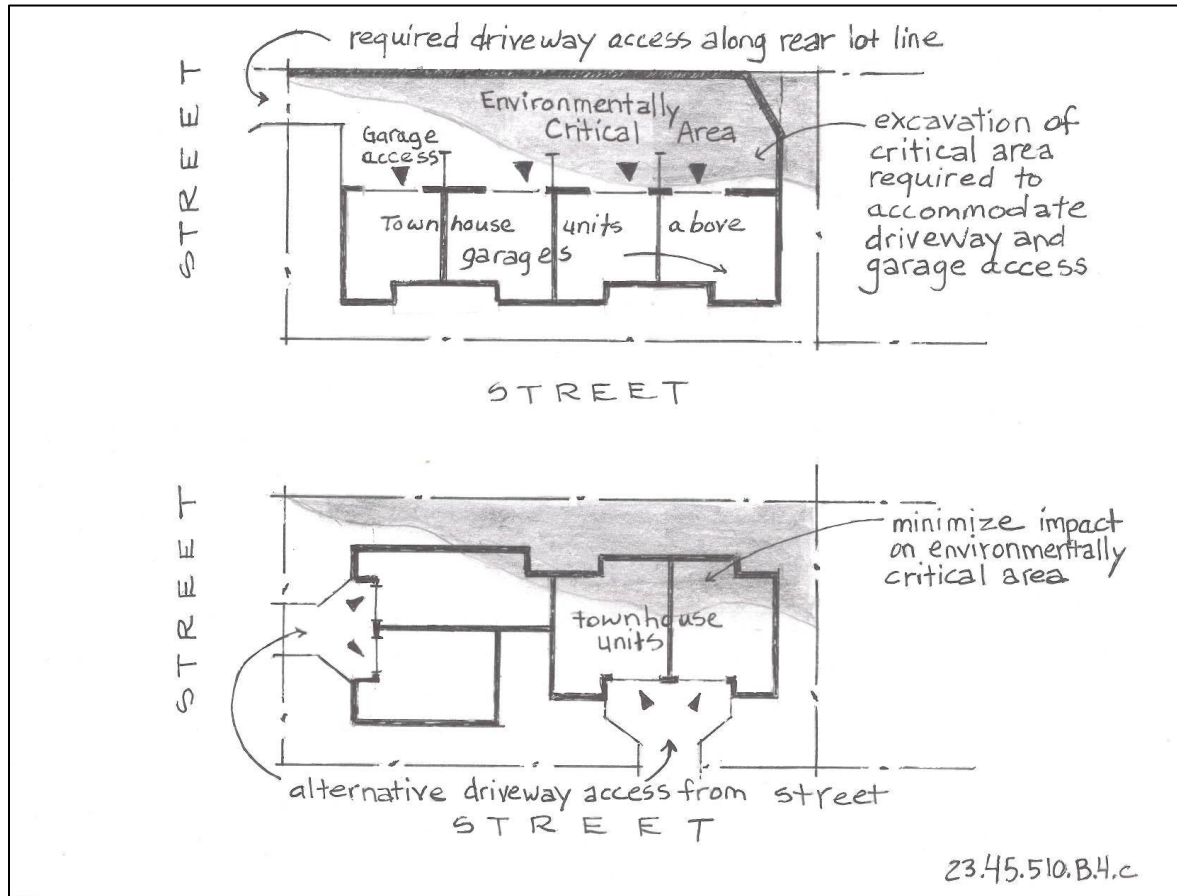 required driveway access along rear lot line
STREET
Environmentally
Critical Area
Garage
access
excavation of
critical area
required to
accommodate
driveway and
garage access
Townhouse units above
garages
STREET
STREET
minimize impact
on environmentally
critical area
townhouse
units
alternative driveway access from street
STREET
23.45.510.B.4.c